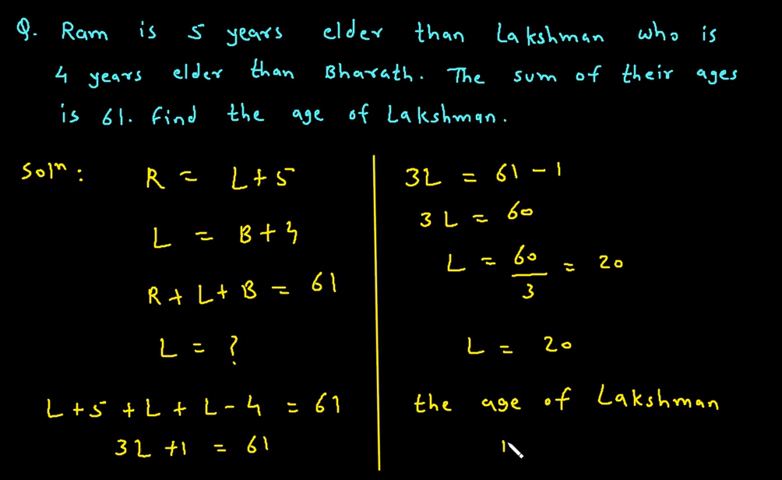 Q. Ram is 5 years elder than Lakshman who is
4 years elder than Bharath. The sum of their ages
is 61. Find the age of Lakshman.
Solⁿ :
R = L+5
L = B+4
R+L+B = 61
L = ?
L+5 +L + L-4 = 61
3L +1 = 61
3L = 61 - 1
3L = 60
L = 60/3 = 20
L = 20
the age of Lakshman